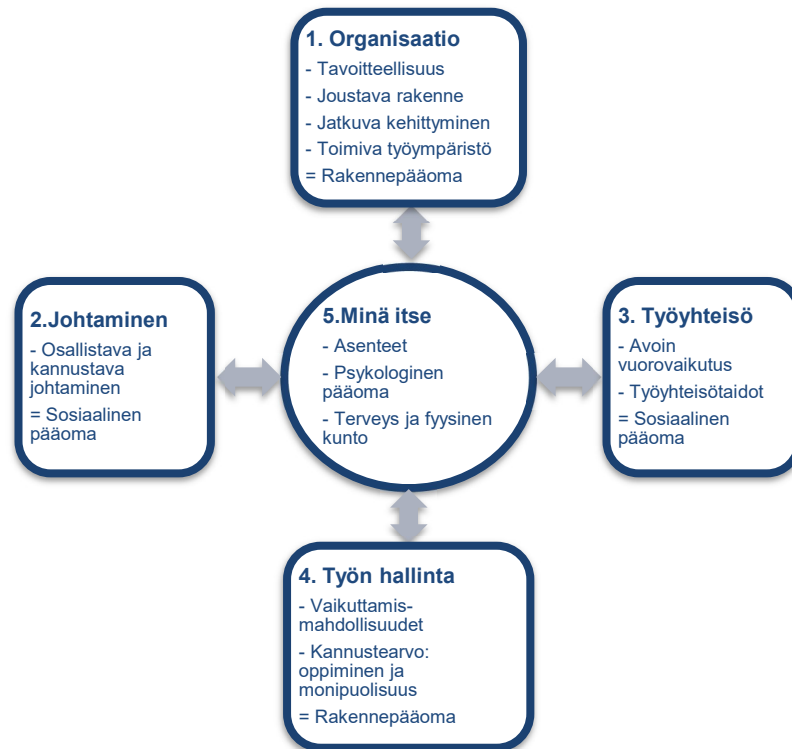 1. Organisaatio
- Tavoitteellisuus
- Joustava rakenne
- Jatkuva kehittyminen
- Toimiva työympäristö
= Rakennepääoma
2.Johtaminen
- Osallistava ja
kannustava
johtaminen
= Sosiaalinen
pääoma
5.Minä itse
- Asenteet
- Psykologinen
pääoma
- Terveys ja fyysinen
kunto
3. Työyhteisö
- Avoin
vuorovaikutus
- Työyhteisötaidot
= Sosiaalinen
pääoma
4. Työn hallinta
- Vaikuttamis-
mahdollisuudet
- Kannustearvo:
oppiminen ja
monipuolisuus
= Rakennepääoma